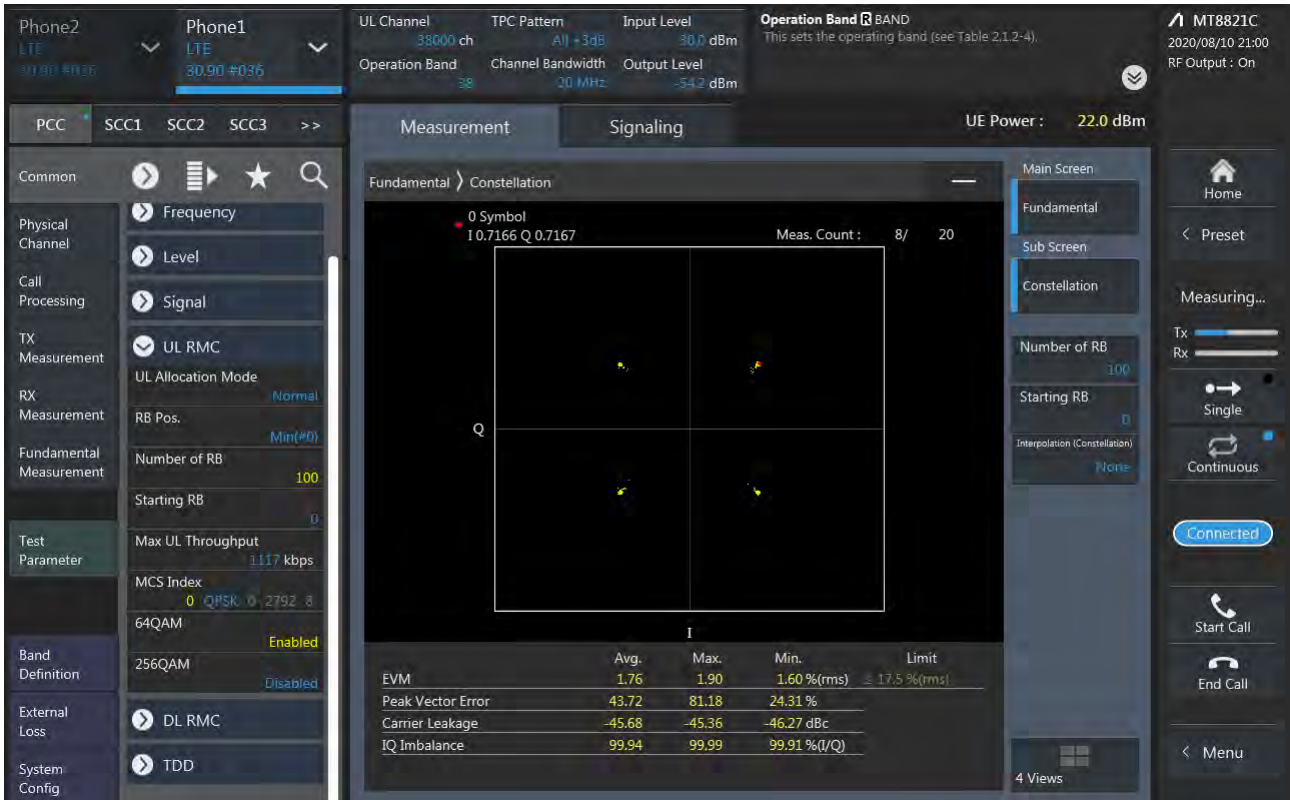 Phone2
LTE
30.90 #036
Phone1
LTE
30.90 #036
UL Channel
38000 ch
TPC Pattern
All +3dB
Input Level
30.0 dBm
Operation Band
38
Channel Bandwidth
20 MHz
Output Level
-54.2 dBm
Operation Band R BAND
This sets the operating band (see Table 2.1.2-4).
MT8821C
2020/08/10 21:00
RF Output : On
PCC SCC1 SCC2 SCC3 >>
Measurement
Signaling
UE Power : 22.0 dBm
Common
Physical
Channel
Call
Processing
TX
Measurement
RX
Measurement
Fundamental
Measurement
Test
Parameter
Band
Definition
External
Loss
System
Config
Frequency
Level
Signal
UL RMC
UL Allocation Mode
Normal
RB Pos.
Min(#0)
Number of RB
100
Starting RB
0
Max UL Throughput
1117 kbps
MCS Index
0 QPSK 0 2792 8
64QAM
Enabled
256QAM
Disabled
DL RMC
TDD
Fundamental 〉 Constellation
0 Symbol
I 0.7166 Q 0.7167
Meas. Count : 8/ 20
Q
I
Avg. Max. Min. Limit
EVM 1.76 1.90 1.60 %(rms) ≤ 17.5 %(rms)
Peak Vector Error 43.72 81.18 24.31 %
Carrier Leakage -45.68 -45.36 -46.27 dBc
IQ Imbalance 99.94 99.99 99.91 %(I/Q)
Main Screen
Fundamental
Sub Screen
Constellation
Number of RB
100
Starting RB
0
Interpolation (Constellation)
None
4 Views
Home
< Preset
Measuring...
Tx
Rx
Single
Continuous
Connected
Start Call
End Call
< Menu